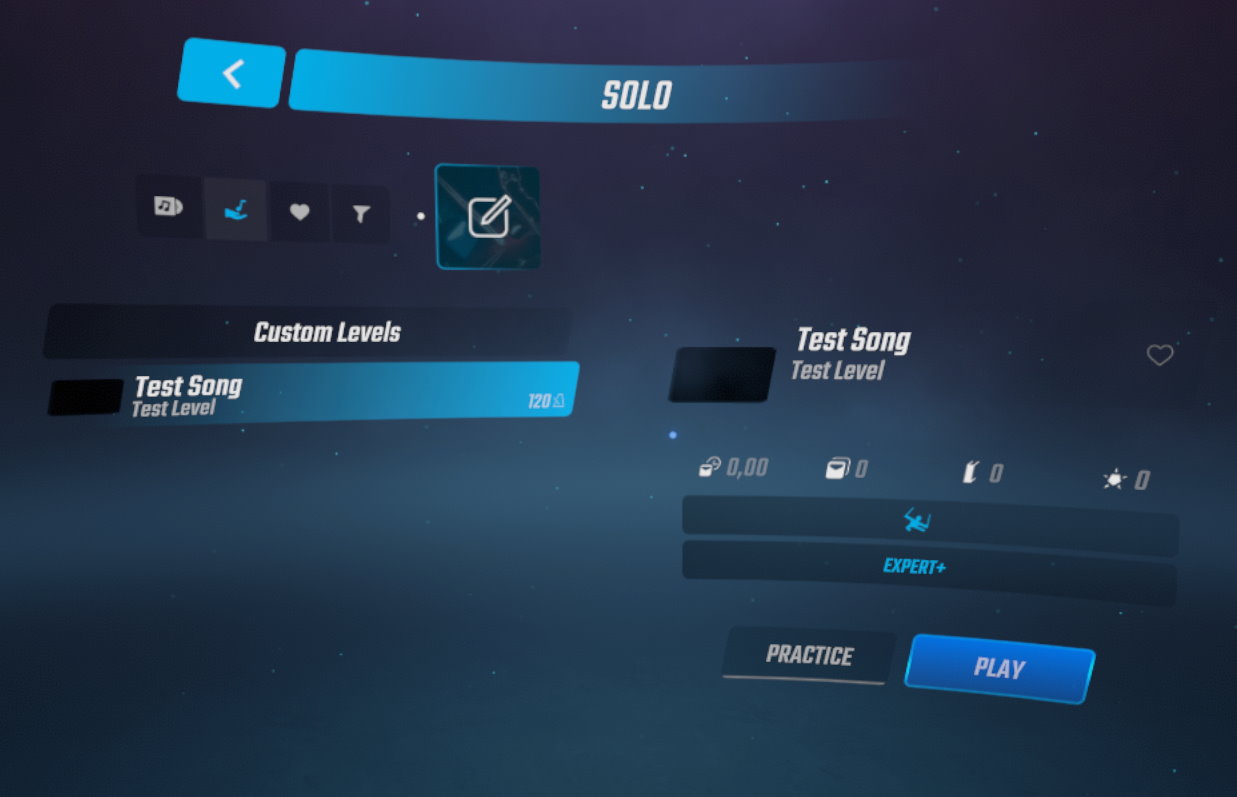 SOLO
Custom Levels
Test Song
Test Level
120
Test Song
Test Level
0,00
0
0
0
EXPERT+
PRACTICE
PLAY